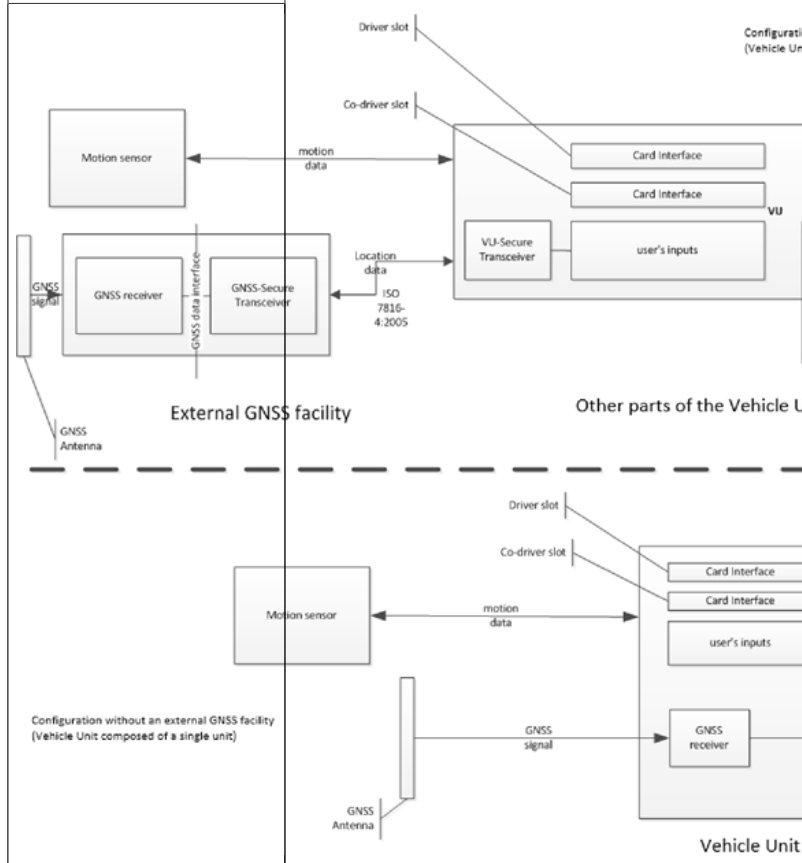 Driver slot
Configurati
(Vehicle Un
Co-driver slot
Motion sensor
motion
data
Card Interface
Card Interface
VU
VU-Secure
Transceiver
user's inputs
GNSS
signal
GNSS receiver
GNSS data interface
GNSS-Secure
Transceiver
Location
data
ISO
7816-
4:2005
External GNSS facility
Other parts of the Vehicle U
GNSS
Antenna
Driver slot
Co-driver slot
Card Interface
Card Interface
Motion sensor
motion
data
user's inputs
Configuration without an external GNSS facility
(Vehicle Unit composed of a single unit)
GNSS
signal
GNSS
receiver
GNSS
Antenna
Vehicle Unit